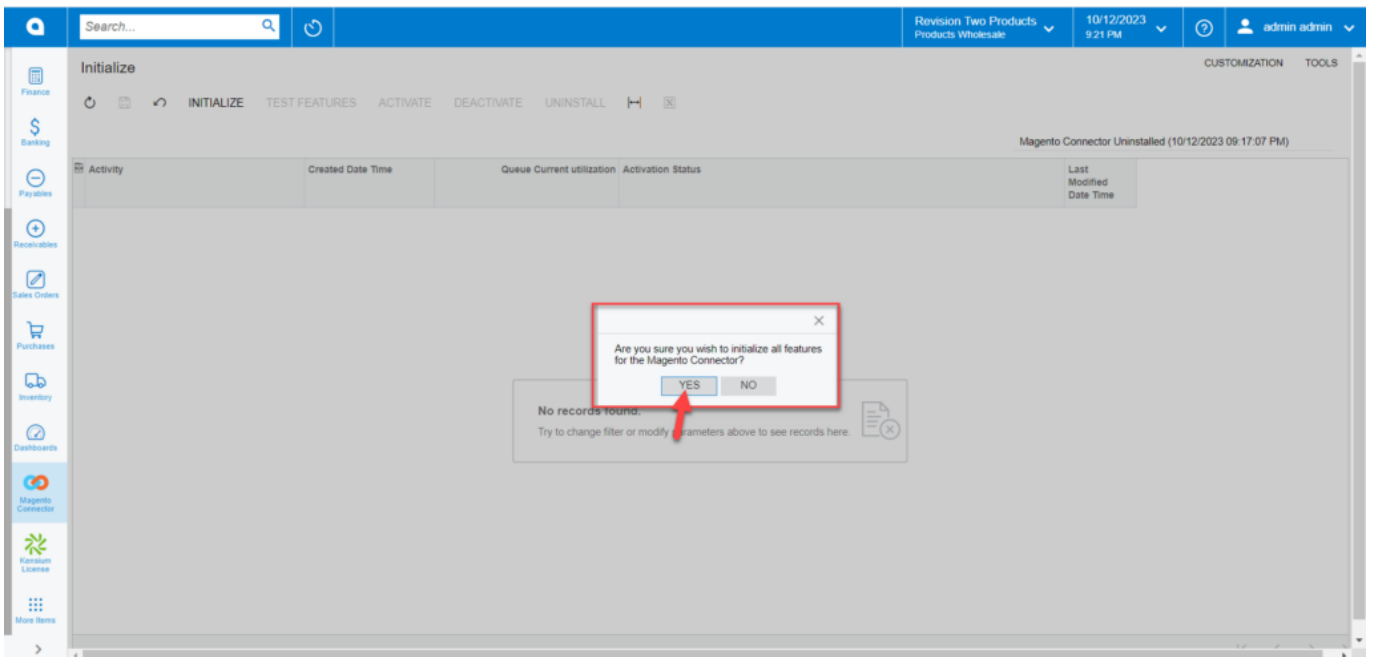 Search...
Revision Two Products
Products Wholesale
10/12/2023
9:21 PM
admin admin
Initialize
CUSTOMIZATION TOOLS
INITIALIZE TEST FEATURES ACTIVATE DEACTIVATE UNINSTALL
Magento Connector Uninstalled (10/12/2023 09:17:07 PM)
Activity Created Date Time Queue Current utilization Activation Status Last
Modified
Date Time
Finance
Banking
Payables
Receivables
Sales Orders
Purchases
Inventory
Dashboards
Magento
Connector
Kensium
License
More Items
Are you sure you wish to initialize all features
for the Magento Connector?
YES NO
No records found.
Try to change filter or modify parameters above to see records here.